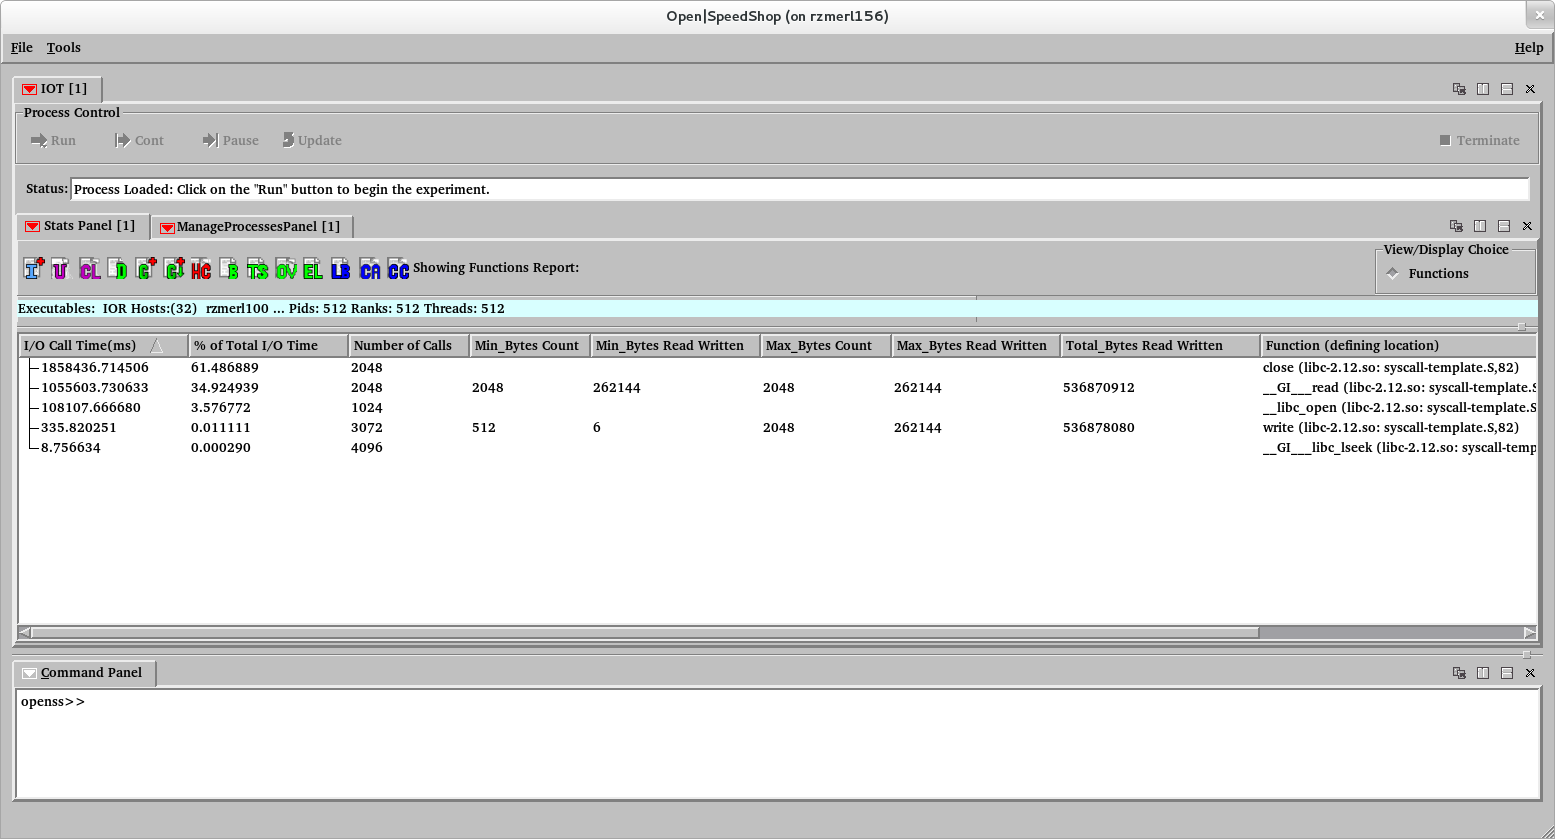 Open|SpeedShop (on rzmerl156)
File Tools Help
IOT [1]
Process Control
Run Cont Pause Update Terminate
Status: Process Loaded: Click on the "Run" button to begin the experiment.
Stats Panel [1] ManageProcessesPanel [1]
View/Display Choice
I U CL D C C HC B TS OV EL LB CA CC Showing Functions Report:
Functions
Executables: IOR Hosts:(32) rzmerl100 ... Pids: 512 Ranks: 512 Threads: 512
I/O Call Time(ms) % of Total I/O Time Number of Calls Min_Bytes Count Min_Bytes Read Written Max_Bytes Count Max_Bytes Read Written Total_Bytes Read Written Function (defining location)
1858436.714506 61.486889 2048 close (libc-2.12.so: syscall-template.S,82)
1055603.730633 34.924939 2048 2048 262144 2048 262144 536870912 __GI___read (libc-2.12.so: syscall-template.S
108107.666680 3.576772 1024 __libc_open (libc-2.12.so: syscall-template.S
335.820251 0.011111 3072 512 6 2048 262144 536878080 write (libc-2.12.so: syscall-template.S,82)
8.756634 0.000290 4096 __GI___libc_lseek (libc-2.12.so: syscall-temp
Command Panel
openss>>